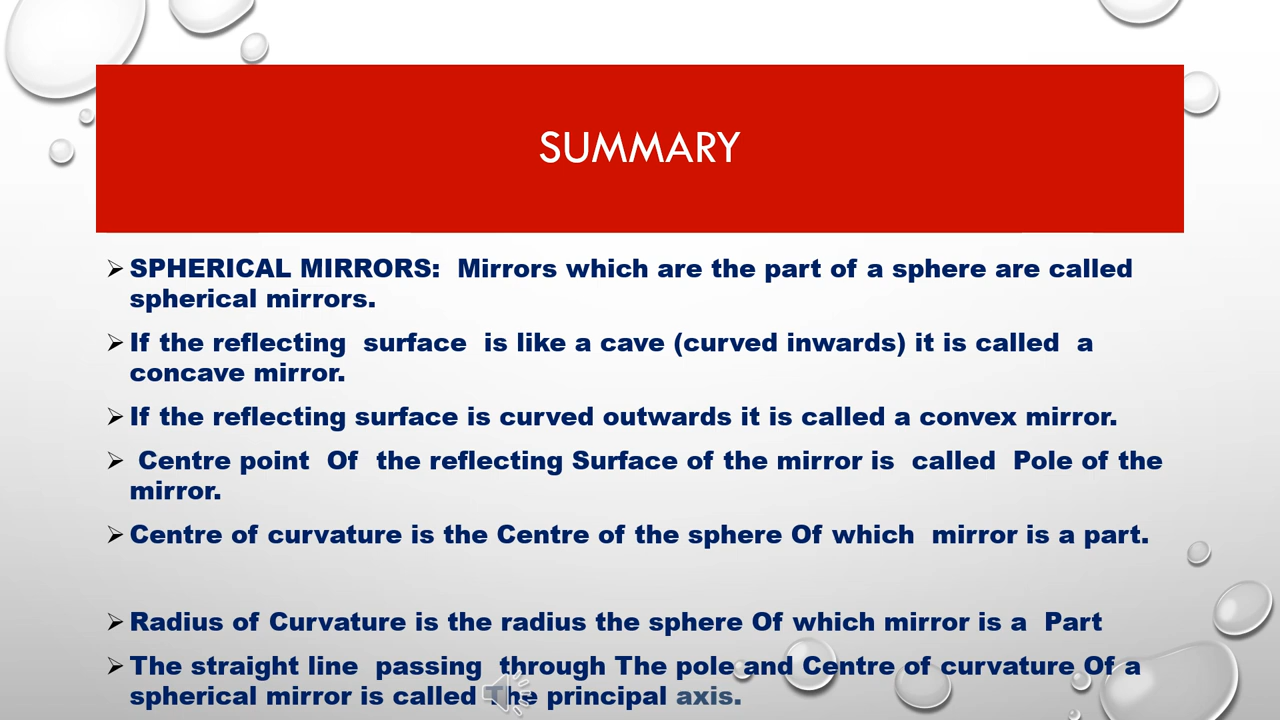 SUMMARY
SPHERICAL MIRRORS:  Mirrors which are the part of a sphere are called
spherical mirrors.
If the reflecting  surface  is like a cave (curved inwards) it is called  a
concave mirror.
If the reflecting surface is curved outwards it is called a convex mirror.
Centre point  Of  the reflecting Surface of the mirror is  called  Pole of the
mirror.
Centre of curvature is the Centre of the sphere Of which  mirror is a part.
Radius of Curvature is the radius the sphere Of which mirror is a  Part
The straight line  passing  through The pole and Centre of curvature Of a
spherical mirror is called The principal axis.